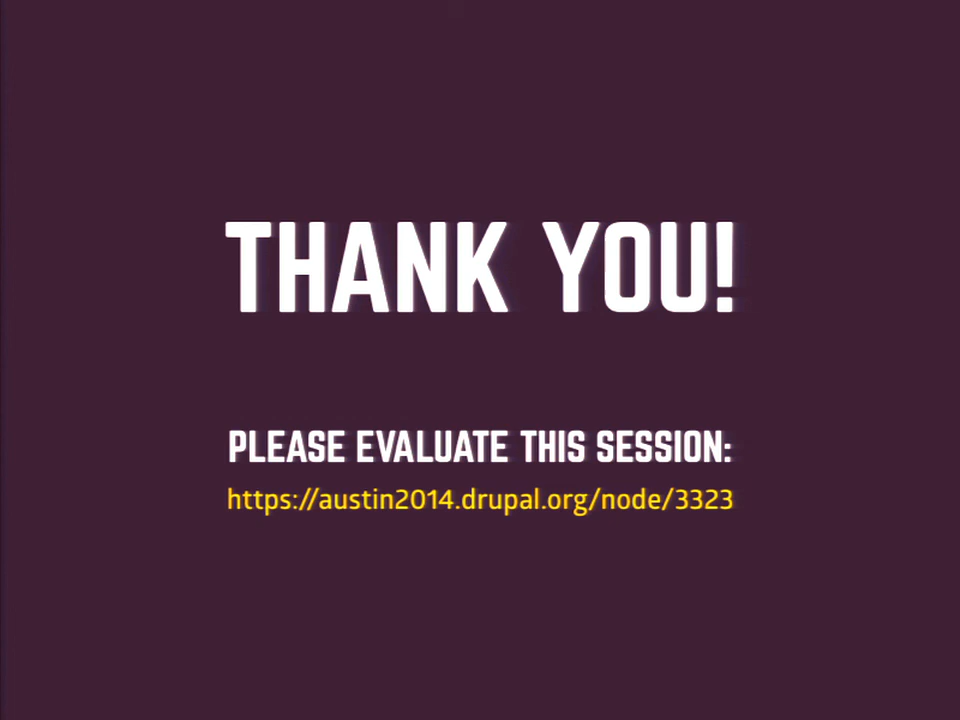 THANK YOU!
PLEASE EVALUATE THIS SESSION:
https://austin2014.drupal.org/node/3323